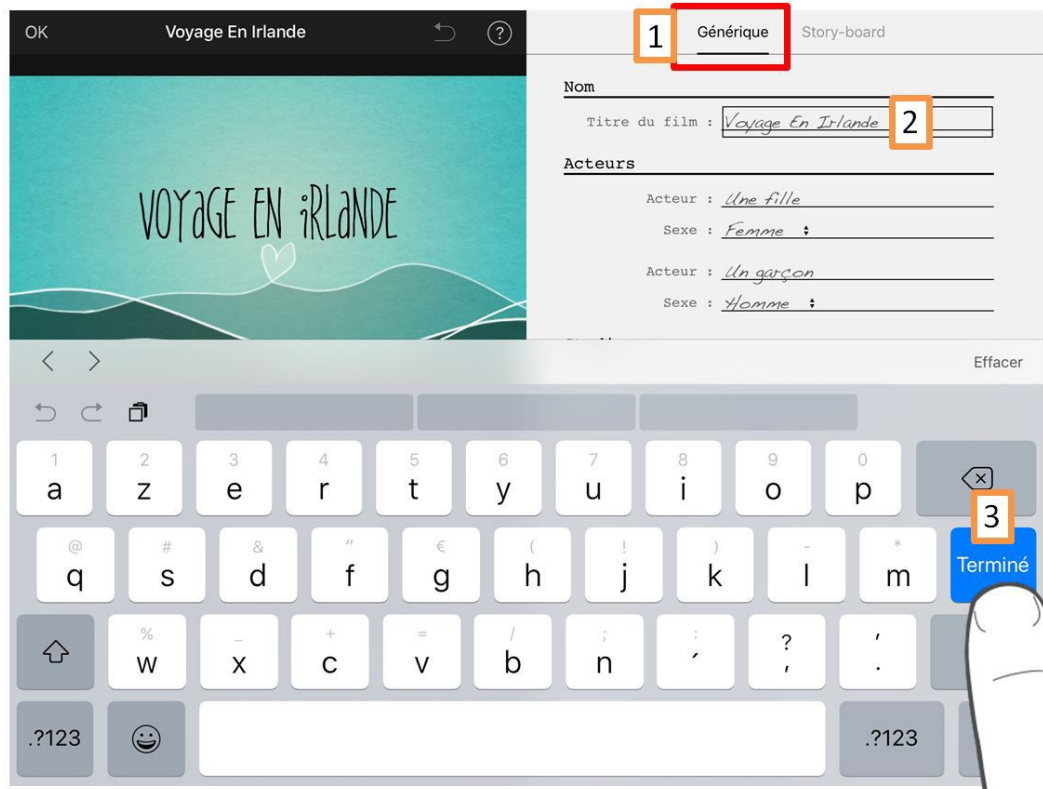 OK Voyage En Irlande ?
1 Générique Story-board
Nom
Titre du film : Voyage En Irlande 2
Acteurs
Acteur : Une fille
Sexe : Femme
Acteur : Un garçon
Sexe : Homme
VOYaGE EN iRLaNDE
Effacer
1 2 3 4 5 6 7 8 9 0
a z e r t y u i o p
3
@ # & " € ( ! ) - *
q s d f g h j k l m Terminé
% _ + = / ; : ? '
w x c v b n ´ , .
.?123 .?123